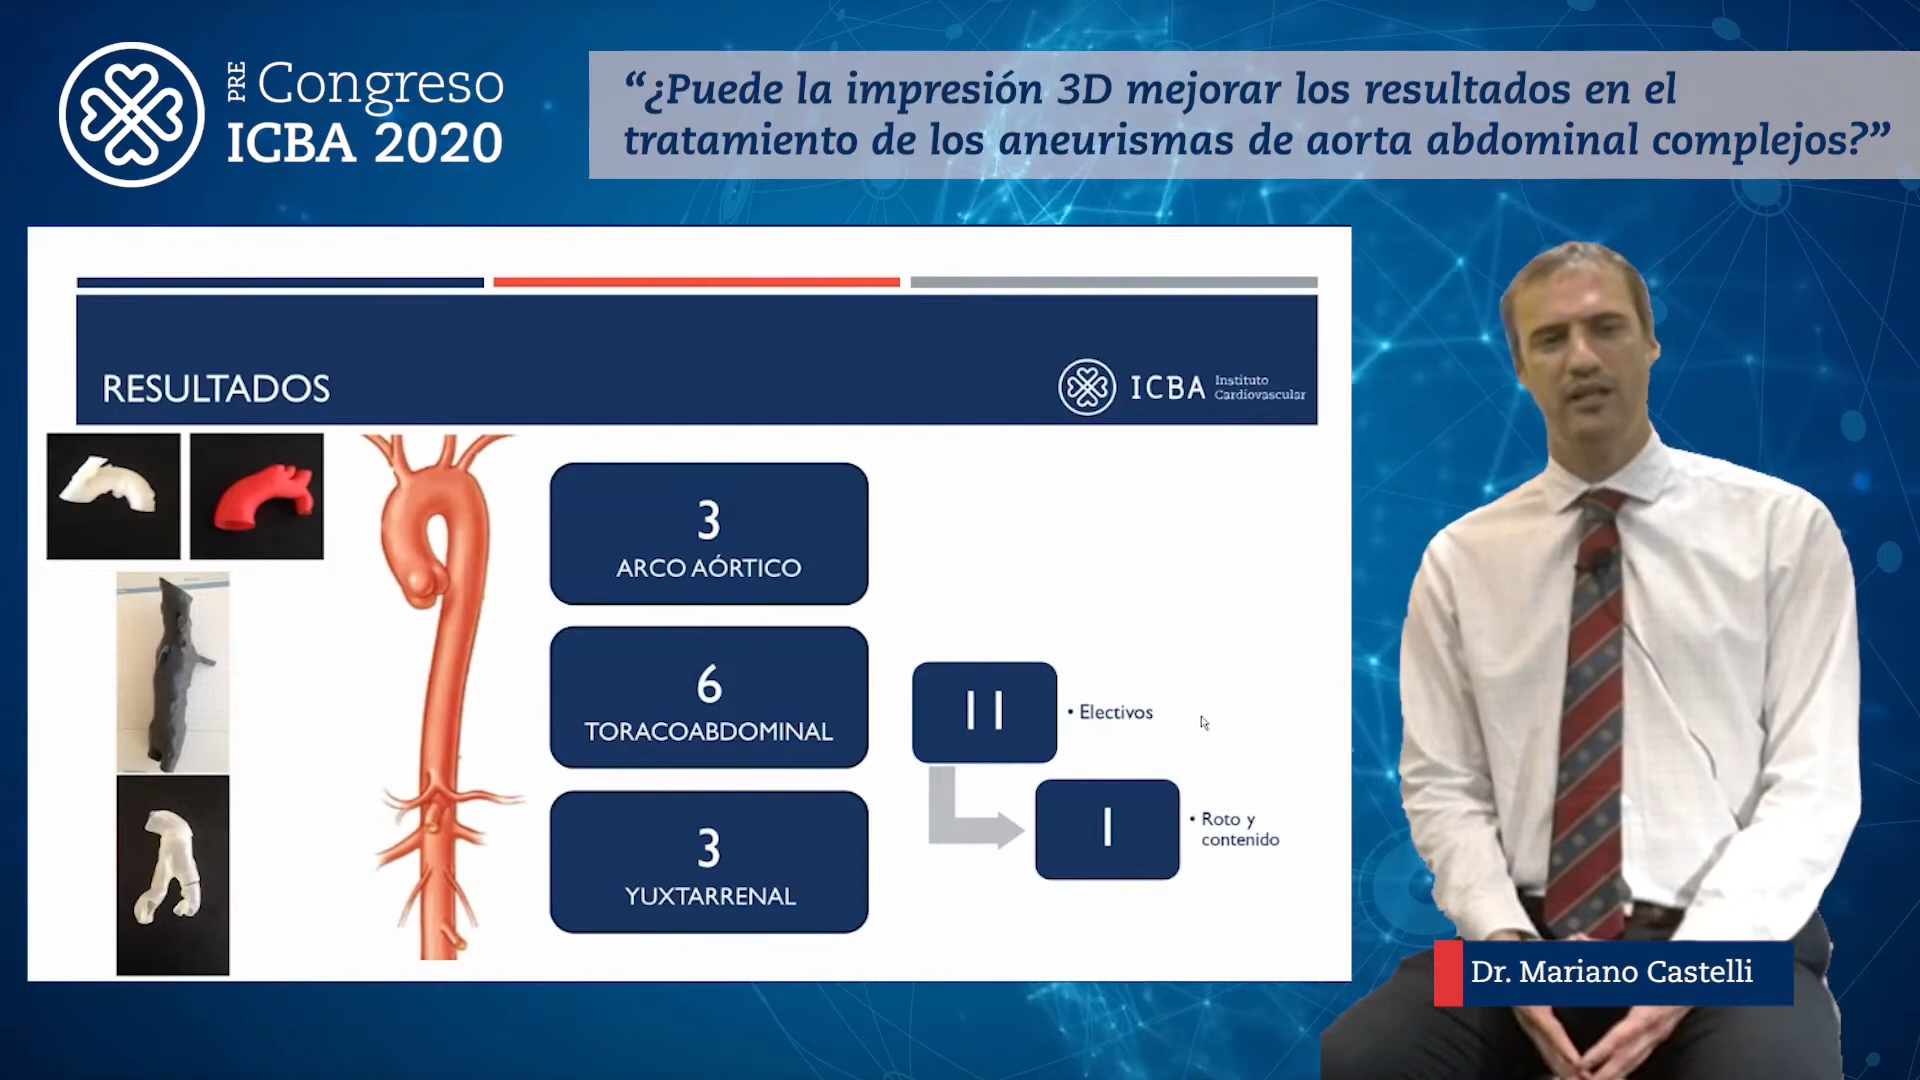 PRE
Congreso
ICBA 2020
“¿Puede la impresión 3D mejorar los resultados en el
tratamiento de los aneurismas de aorta abdominal complejos?”
RESULTADOS
ICBA
Instituto
Cardiovascular
3
ARCO AÓRTICO
6
TORACOABDOMINAL
3
YUXTARRENAL
11
• Electivos
1
• Roto y
contenido
Dr. Mariano Castelli